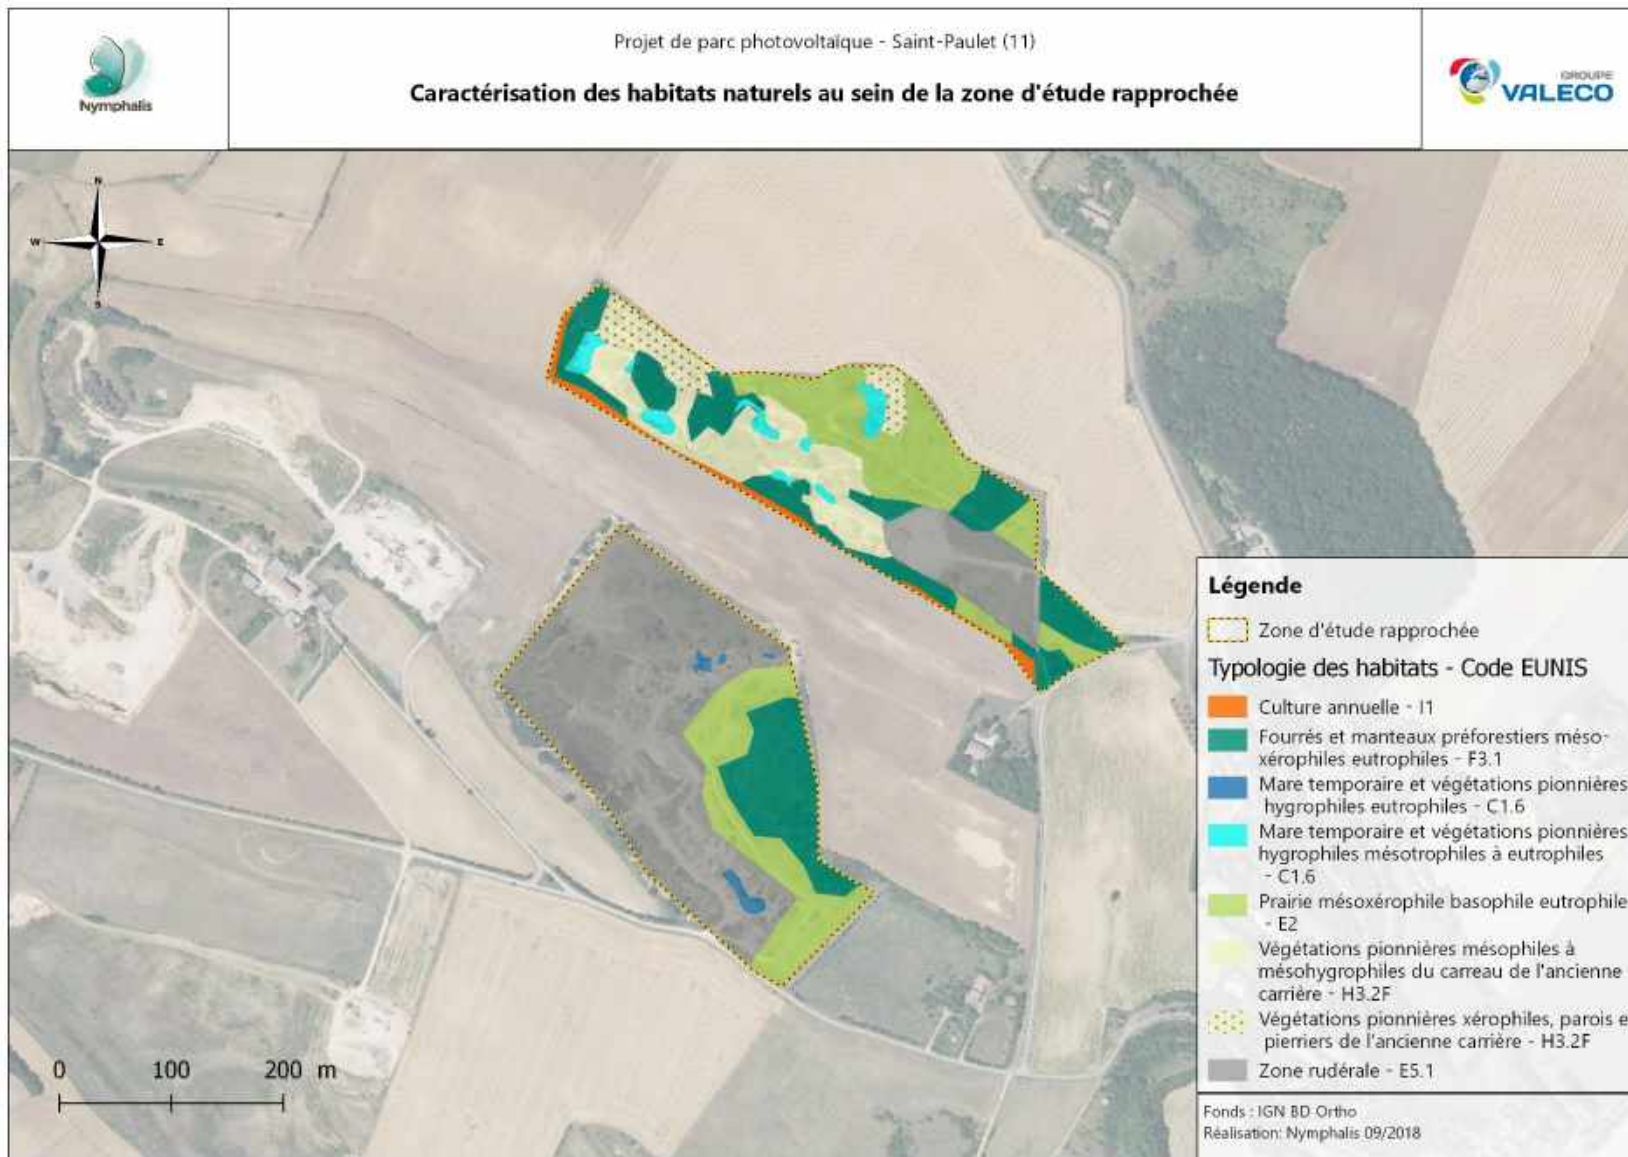 Nymphalis
Projet de parc photovoltaïque - Saint-Paulet (11)
Caractérisation des habitats naturels au sein de la zone d'étude rapprochée
GROUPE
VALECO
N
W
E
S
0 100 200 m
Légende
Zone d'étude rapprochée
Typologie des habitats - Code EUNIS
Culture annuelle - I1
Fourrés et manteaux préforestiers méso-
xérophiles eutrophiles - F3.1
Mare temporaire et végétations pionnières
hygrophiles eutrophiles - C1.6
Mare temporaire et végétations pionnières
hygrophiles mésotrophiles à eutrophiles
- C1.6
Prairie mésoxérophile basophile eutrophile
- E2
Végétations pionnières mésophiles à
mésohygrophiles du carreau de l'ancienne
carrière - H3.2F
Végétations pionnières xérophiles, parois e
pierriers de l'ancienne carrière - H3.2F
Zone rudérale - E5.1
Fonds : IGN BD Ortho
Réalisation: Nymphalis 09/2018